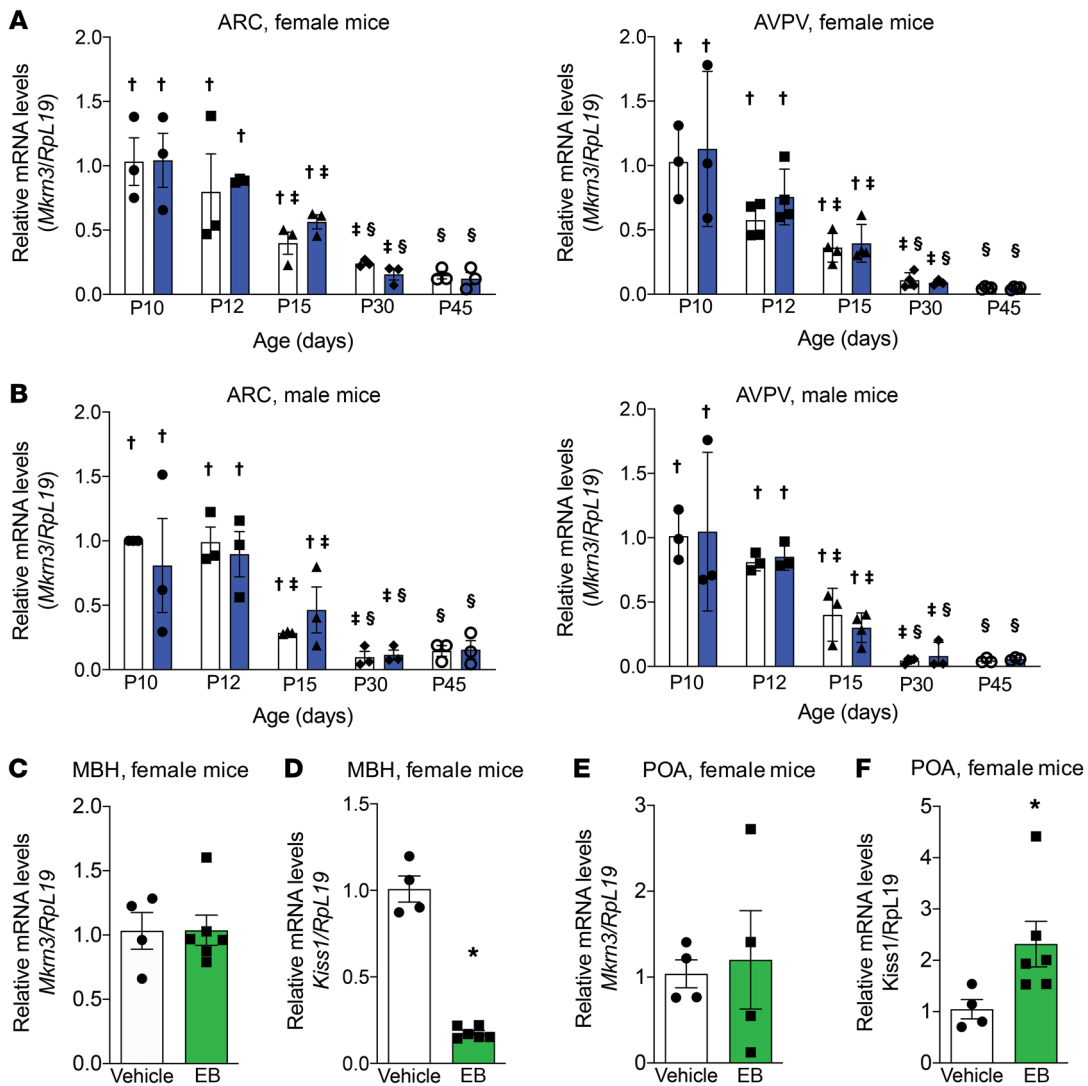 A
ARC, female mice
AVPV, female mice
Relative mRNA levels
(Mkrn3/RpL19)
2.0
1.5
1.0
0.5
0.0
† † † † † ‡ † ‡ ‡ § ‡ § § §
P10 P12 P15 P30 P45
Age (days)
Relative mRNA levels
(Mkrn3/RpL19)
2.0
1.5
1.0
0.5
0.0
† † † † † ‡ † ‡ ‡ § ‡ § § §
P10 P12 P15 P30 P45
Age (days)
B
ARC, male mice
AVPV, male mice
Relative mRNA levels
(Mkrn3/RpL19)
2.0
1.5
1.0
0.5
0.0
† † † † † ‡ † ‡ ‡ § ‡ § § §
P10 P12 P15 P30 P45
Age (days)
Relative mRNA levels
(Mkrn3/RpL19)
2.0
1.5
1.0
0.5
0.0
† † † † † ‡ † ‡ ‡ § ‡ § § §
P10 P12 P15 P30 P45
Age (days)
C
MBH, female mice
Relative mRNA levels
Mkrn3/RpL19
2.0
1.5
1.0
0.5
0.0
Vehicle EB
D
MBH, female mice
Relative mRNA levels
Kiss1/RpL19
1.5
1.0
0.5
0.0
*
Vehicle EB
E
POA, female mice
Relative mRNA levels
Mkrn3/RpL19
3
2
1
0
Vehicle EB
F
POA, female mice
Relative mRNA levels
Kiss1/RpL19
5
4
3
2
1
0
*
Vehicle EB